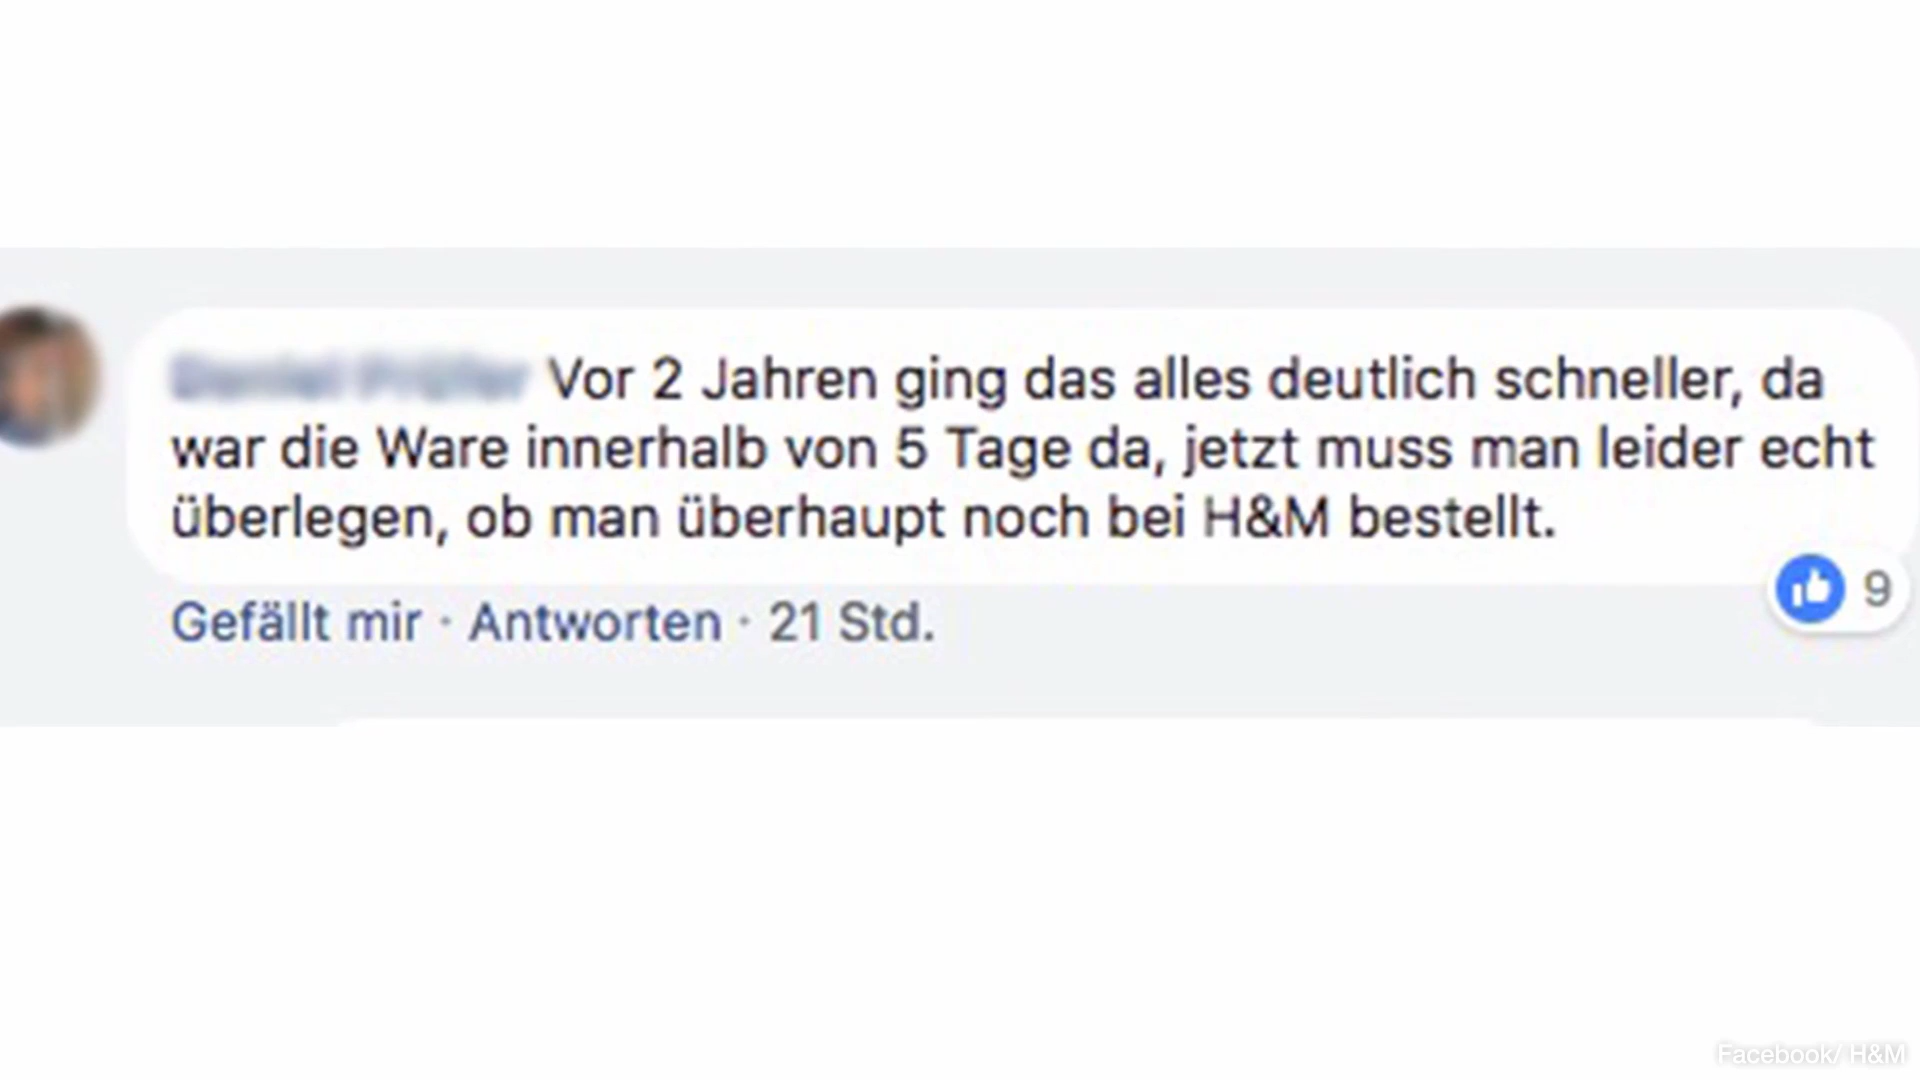 Vor 2 Jahren ging das alles deutlich schneller, da
war die Ware innerhalb von 5 Tage da, jetzt muss man leider echt
überlegen, ob man überhaupt noch bei H&M bestellt.
9
Gefällt mir · Antworten · 21 Std.
Facebook/ H&M